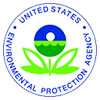 UNITED STATES
ENVIRONMENTAL PROTECTION AGENCY